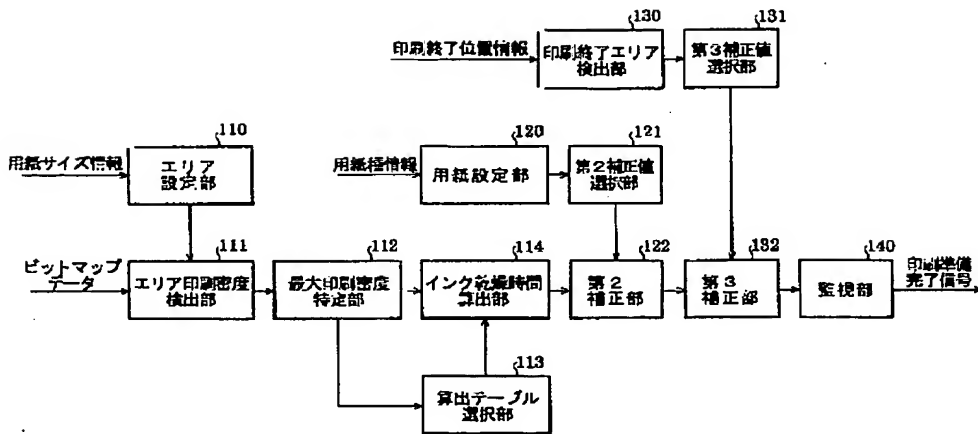 130
131
印刷終了位置情報
印刷終了エリア
検出部
第3補正値
選択部
110
120
121
用紙サイズ情報
エリア
設定部
用紙種情報
用紙設定部
第2補正値
選択部
111
112
114
122
132
140
ビットマップ
データ
エリア印刷密度
検出部
最大印刷密度
特定部
インク乾燥時間
算出部
第2
補正部
第3
補正部
監視部
印刷準備
完了信号
113
算出テーブル
選択部